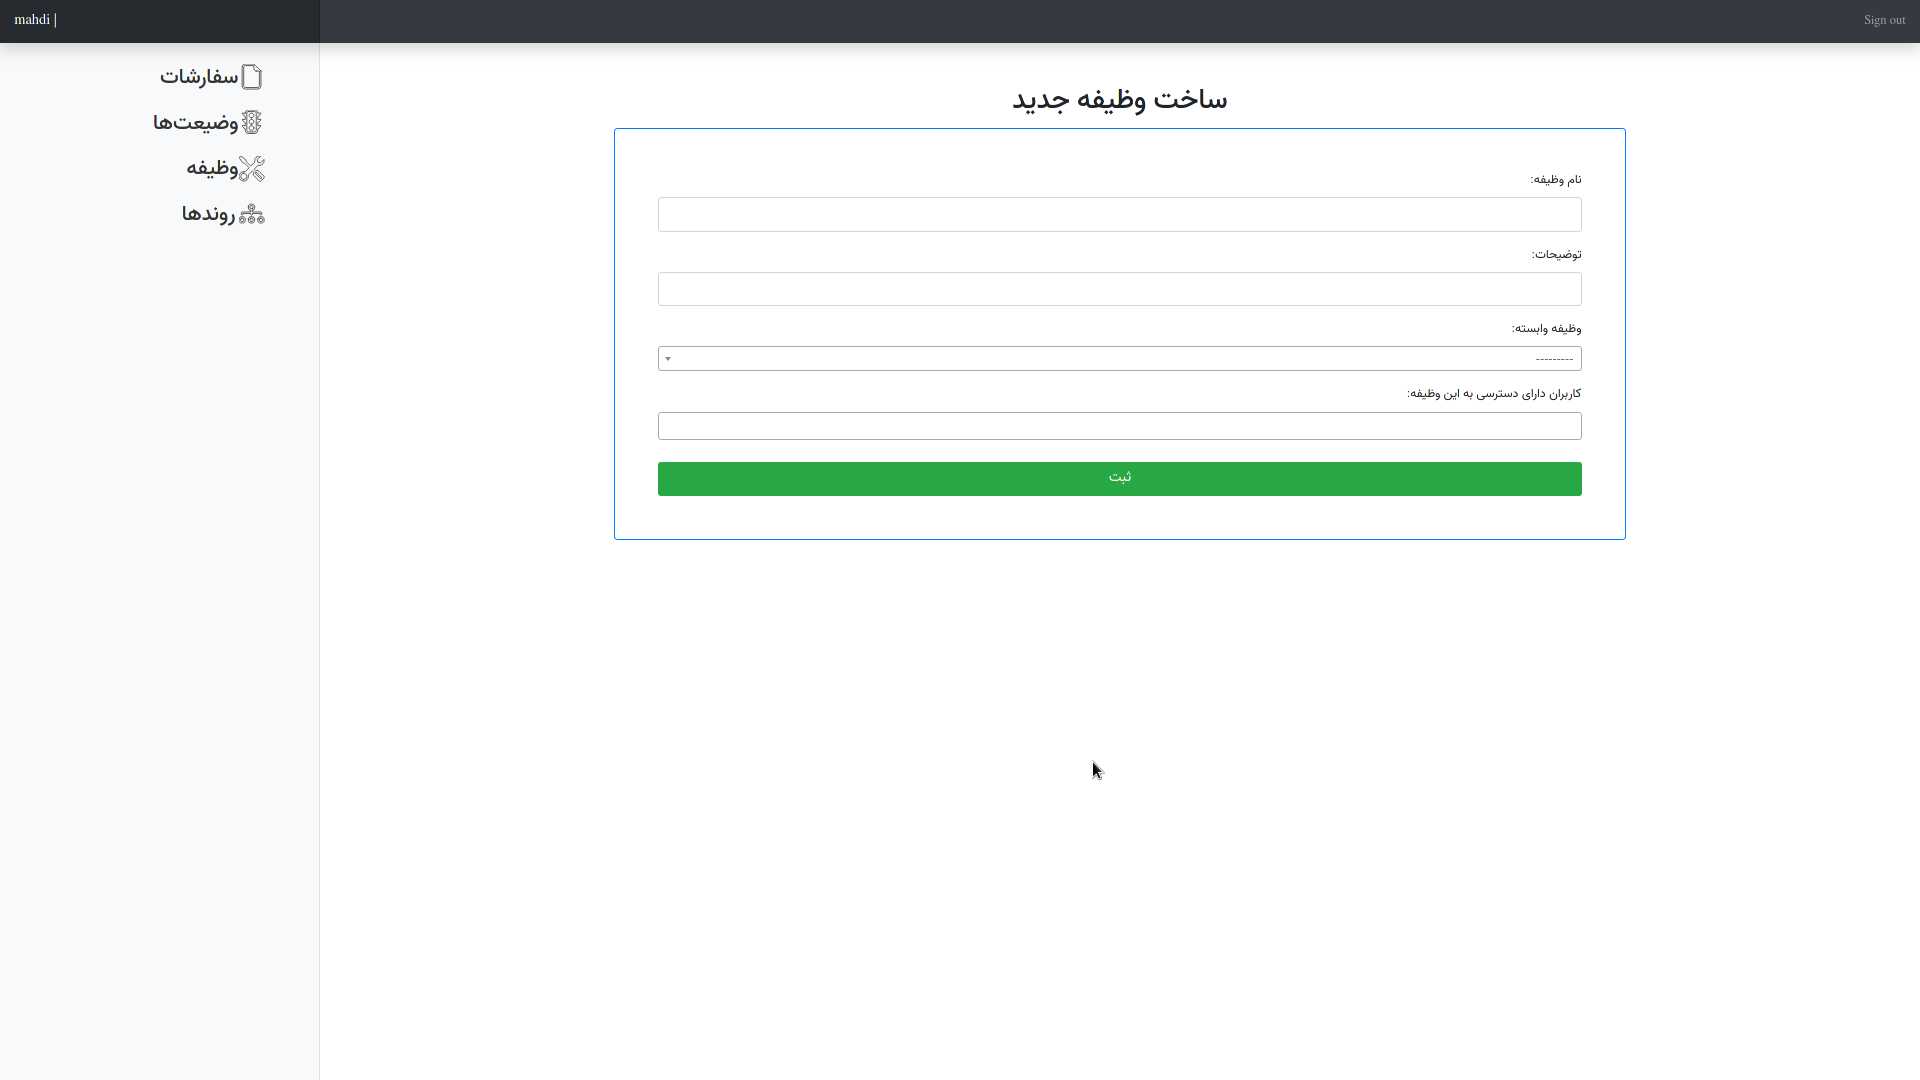 mahdi |
Sign out
سفارشات
وضیعت‌ها
وظیفه
روندها
ساخت وظیفه جدید
نام وظیفه:
توضیحات:
وظیفه وابسته:
---------
کاربران دارای دسترسی به این وظیفه:
ثبت